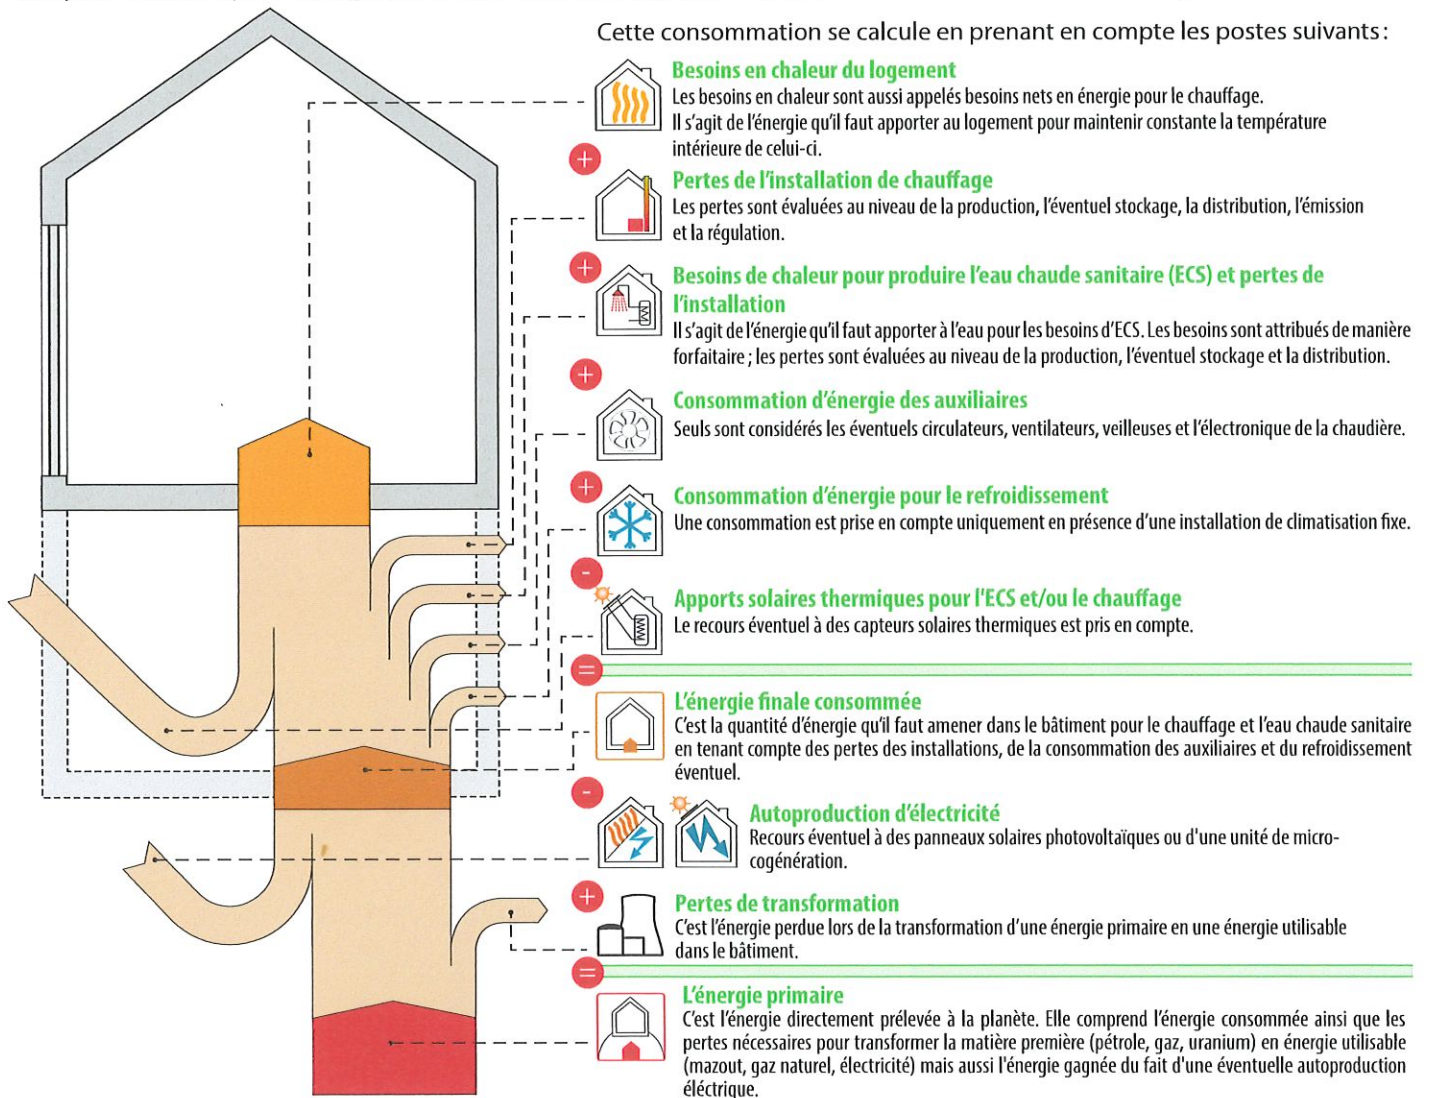 Cette consommation se calcule en prenant en compte les postes suivants :
Besoins en chaleur du logement
Les besoins en chaleur sont aussi appelés besoins nets en énergie pour le chauffage.
Il s'agit de l'énergie qu'il faut apporter au logement pour maintenir constante la température
intérieure de celui-ci.
+
Pertes de l'installation de chauffage
Les pertes sont évaluées au niveau de la production, l'éventuel stockage, la distribution, l'émission
et la régulation.
+
Besoins de chaleur pour produire l'eau chaude sanitaire (ECS) et pertes de
l'installation
Il s'agit de l'énergie qu'il faut apporter à l'eau pour les besoins d'ECS. Les besoins sont attribués de manière
forfaitaire ; les pertes sont évaluées au niveau de la production, l'éventuel stockage et la distribution.
+
Consommation d'énergie des auxiliaires
Seuls sont considérés les éventuels circulateurs, ventilateurs, veilleuses et l'électronique de la chaudière.
+
Consommation d'énergie pour le refroidissement
Une consommation est prise en compte uniquement en présence d'une installation de climatisation fixe.
-
Apports solaires thermiques pour l'ECS et/ou le chauffage
Le recours éventuel à des capteurs solaires thermiques est pris en compte.
=
L'énergie finale consommée
C'est la quantité d'énergie qu'il faut amener dans le bâtiment pour le chauffage et l'eau chaude sanitaire
en tenant compte des pertes des installations, de la consommation des auxiliaires et du refroidissement
éventuel.
-
Autoproduction d'électricité
Recours éventuel à des panneaux solaires photovoltaïques ou d'une unité de micro-
cogénération.
+
Pertes de transformation
C'est l'énergie perdue lors de la transformation d'une énergie primaire en une énergie utilisable
dans le bâtiment.
=
L'énergie primaire
C'est l'énergie directement prélevée à la planète. Elle comprend l'énergie consommée ainsi que les
pertes nécessaires pour transformer la matière première (pétrole, gaz, uranium) en énergie utilisable
(mazout, gaz naturel, électricité) mais aussi l'énergie gagnée du fait d'une éventuelle autoproduction
éléctrique.